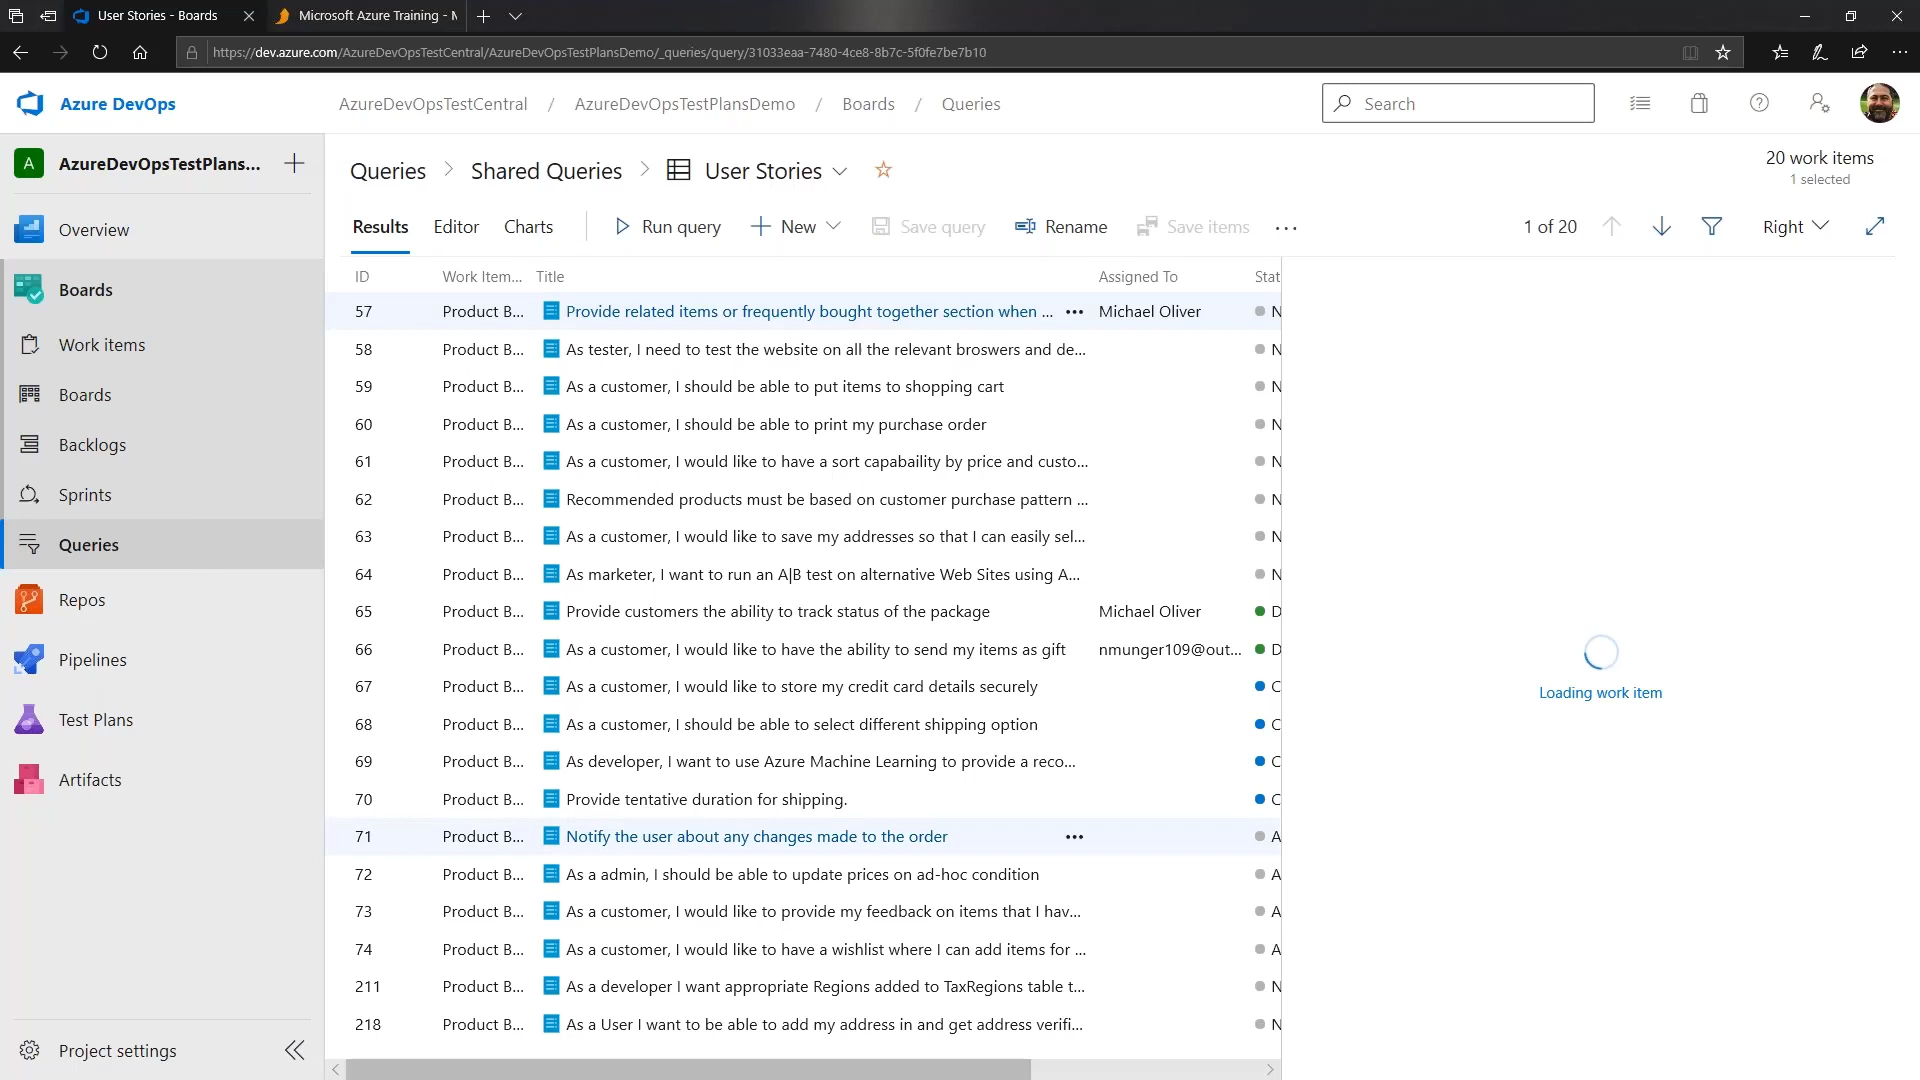 User Stories - Boards
Microsoft Azure Training - M
https://dev.azure.com/AzureDevOpsTestCentral/AzureDevOpsTestPlansDemo/_queries/query/31033eaa-7480-4ce8-8b7c-5f0fe7be7b10
Azure DevOps
AzureDevOpsTestCentral / AzureDevOpsTestPlansDemo / Boards / Queries
Search
A AzureDevOpsTestPlans...
Overview
Boards
Work items
Boards
Backlogs
Sprints
Queries
Repos
Pipelines
Test Plans
Artifacts
Project settings
Queries > Shared Queries > User Stories
20 work items
1 selected
Results Editor Charts Run query New Save query Rename Save items ... 1 of 20 Right
ID Work Item... Title Assigned To Stat
57 Product B... Provide related items or frequently bought together section when ... Michael Oliver N
58 Product B... As tester, I need to test the website on all the relevant broswers and de... N
59 Product B... As a customer, I should be able to put items to shopping cart N
60 Product B... As a customer, I should be able to print my purchase order N
61 Product B... As a customer, I would like to have a sort capabaility by price and custo... N
62 Product B... Recommended products must be based on customer purchase pattern ... N
63 Product B... As a customer, I would like to save my addresses so that I can easily sel... N
64 Product B... As marketer, I want to run an A|B test on alternative Web Sites using A... N
65 Product B... Provide customers the ability to track status of the package Michael Oliver D
66 Product B... As a customer, I would like to have the ability to send my items as gift nmunger109@out... D
67 Product B... As a customer, I would like to store my credit card details securely C
68 Product B... As a customer, I should be able to select different shipping option C
69 Product B... As developer, I want to use Azure Machine Learning to provide a reco... C
70 Product B... Provide tentative duration for shipping. C
71 Product B... Notify the user about any changes made to the order A
72 Product B... As a admin, I should be able to update prices on ad-hoc condition A
73 Product B... As a customer, I would like to provide my feedback on items that I hav... A
74 Product B... As a customer, I would like to have a wishlist where I can add items for ... A
211 Product B... As a developer I want appropriate Regions added to TaxRegions table t... N
218 Product B... As a User I want to be able to add my address in and get address verifi... N
Loading work item